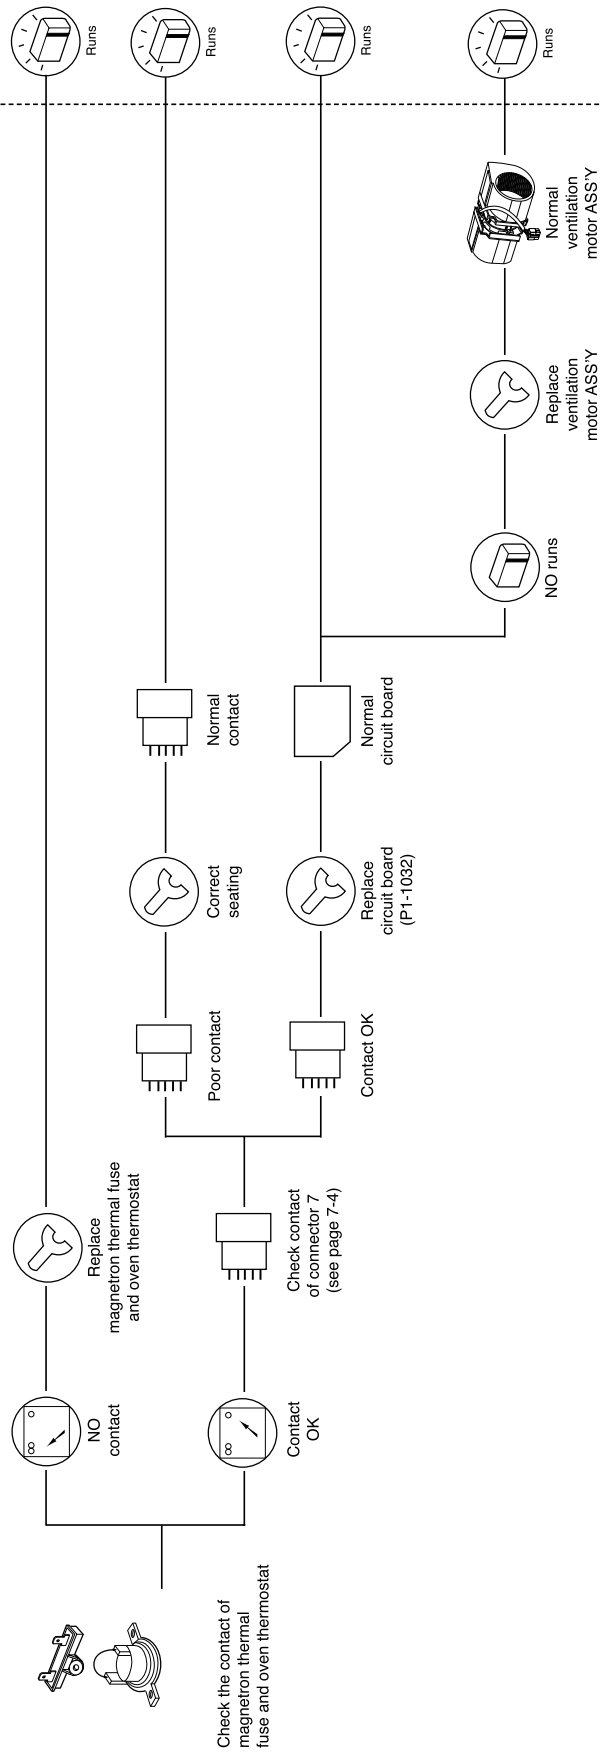 Check the contact of
magnetron thermal
fuse and oven thermostat
NO
contact
Replace
magnetron thermal fuse
and oven thermostat
Runs
Contact
OK
Check contact
of connector 7
(see page 7-4)
Poor contact
Correct
seating
Normal
contact
Runs
Contact OK
Replace
circuit board
(P1-1032)
Normal
circuit board
Runs
NO runs
Replace
ventilation
motor ASS'Y
Normal
ventilation
motor ASS'Y
Runs